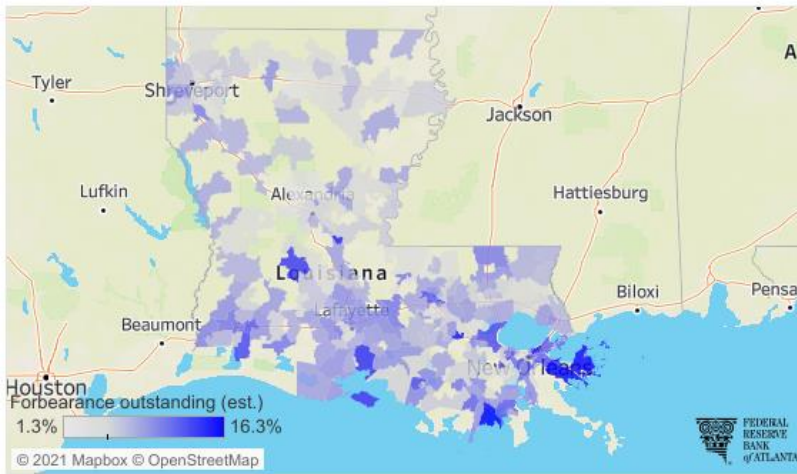 A
Tyler
Shreveport
Jackson
Lufkin
Alexandria
Hattiesburg
Louisiana
Lafayette
Biloxi
Pensa
Beaumont
New Orleans
Houston
Forbearance outstanding (est.)
1.3% 16.3%
© 2021 Mapbox © OpenStreetMap
FEDERAL
RESERVE
BANK
of ATLANTA